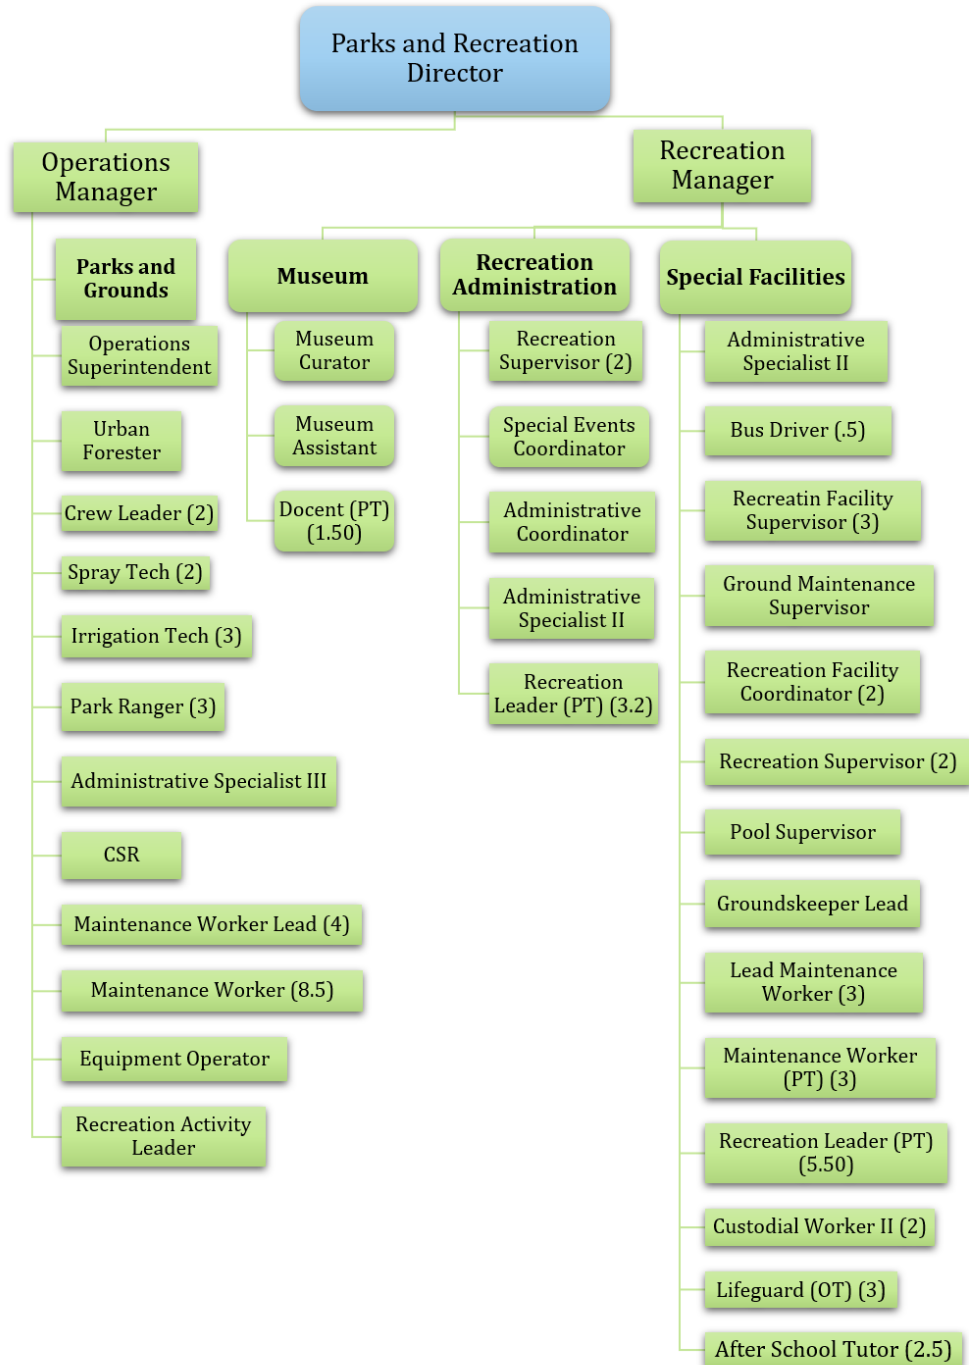 Parks and Recreation
Director
Operations
Manager
Recreation
Manager
Parks and
Grounds
Operations
Superintendent
Urban
Forester
Crew Leader (2)
Spray Tech (2)
Irrigation Tech (3)
Park Ranger (3)
Administrative Specialist III
CSR
Maintenance Worker Lead (4)
Maintenance Worker (8.5)
Equipment Operator
Recreation Activity
Leader
Museum
Museum
Curator
Museum
Assistant
Docent (PT)
(1.50)
Recreation
Administration
Recreation
Supervisor (2)
Special Events
Coordinator
Administrative
Coordinator
Administrative
Specialist II
Recreation
Leader (PT) (3.2)
Special Facilities
Administrative
Specialist II
Bus Driver (.5)
Recreatin Facility
Supervisor (3)
Ground Maintenance
Supervisor
Recreation Facility
Coordinator (2)
Recreation Supervisor (2)
Pool Supervisor
Groundskeeper Lead
Lead Maintenance
Worker (3)
Maintenance Worker
(PT) (3)
Recreation Leader (PT)
(5.50)
Custodial Worker II (2)
Lifeguard (OT) (3)
After School Tutor (2.5)